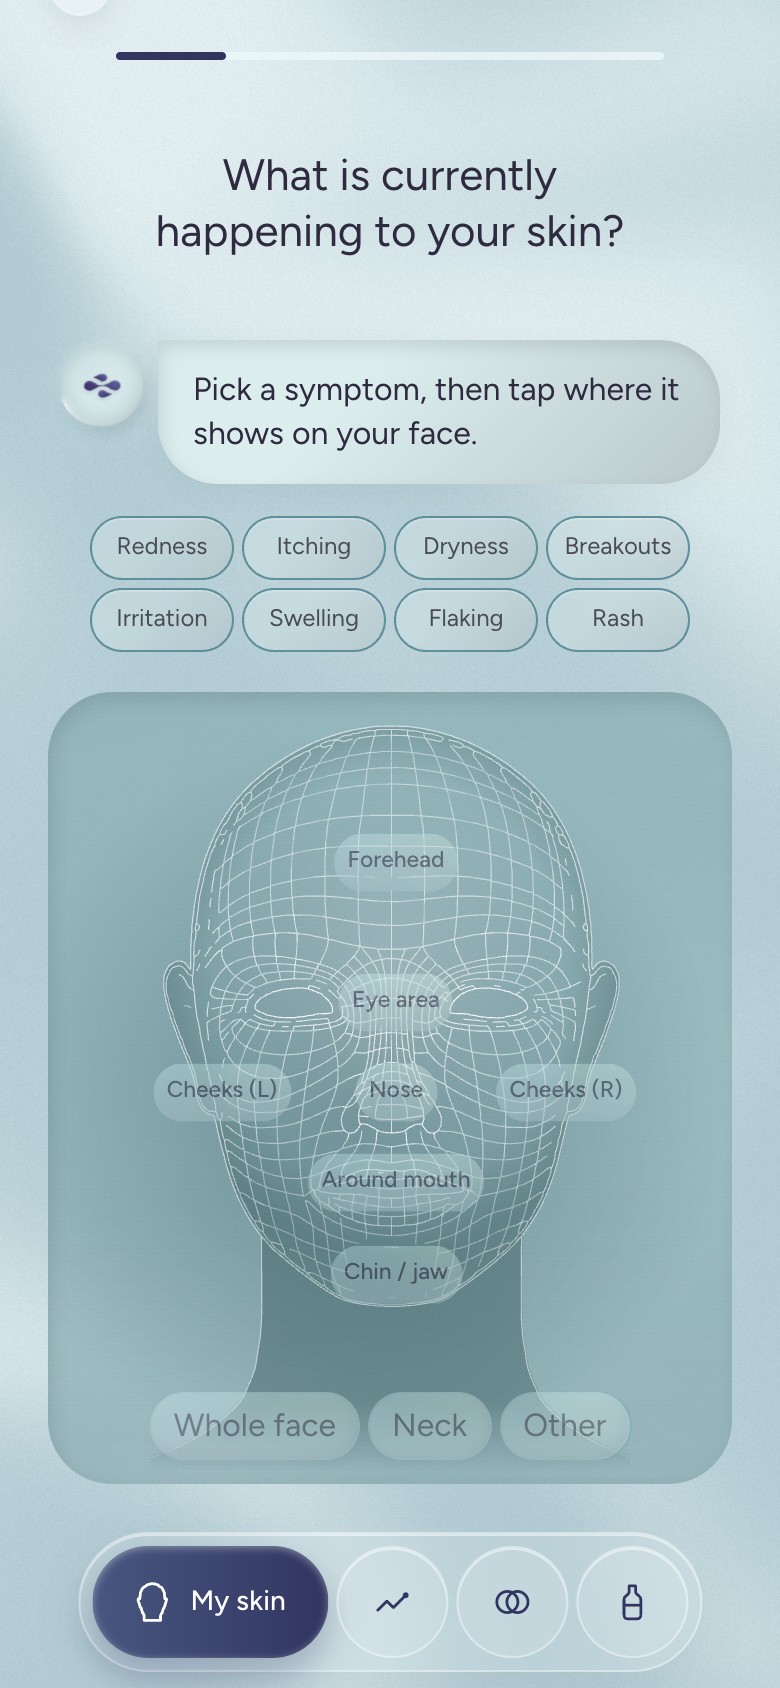 What is currently
happening to your skin?
Pick a symptom, then tap where it
shows on your face.
Redness Itching Dryness Breakouts
Irritation Swelling Flaking Rash
Forehead
Eye area
Cheeks (L) Nose Cheeks (R)
Around mouth
Chin / jaw
Whole face Neck Other
My skin